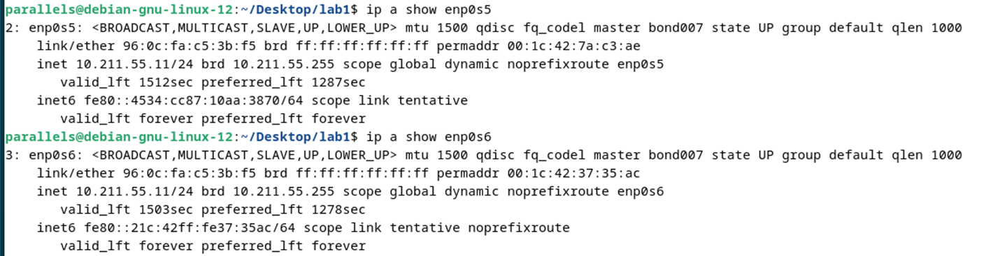 parallels@debian-gnu-linux-12:~/Desktop/lab1$ ip a show enp0s5
2: enp0s5: <BROADCAST,MULTICAST,SLAVE,UP,LOWER_UP> mtu 1500 qdisc fq_codel master bond007 state UP group default qlen 1000
    link/ether 96:0c:fa:c5:3b:f5 brd ff:ff:ff:ff:ff:ff permaddr 00:1c:42:7a:c3:ae
    inet 10.211.55.11/24 brd 10.211.55.255 scope global dynamic noprefixroute enp0s5
       valid_lft 1512sec preferred_lft 1287sec
    inet6 fe80::4534:cc87:10aa:3870/64 scope link tentative
       valid_lft forever preferred_lft forever
parallels@debian-gnu-linux-12:~/Desktop/lab1$ ip a show enp0s6
3: enp0s6: <BROADCAST,MULTICAST,SLAVE,UP,LOWER_UP> mtu 1500 qdisc fq_codel master bond007 state UP group default qlen 1000
    link/ether 96:0c:fa:c5:3b:f5 brd ff:ff:ff:ff:ff:ff permaddr 00:1c:42:37:35:ac
    inet 10.211.55.11/24 brd 10.211.55.255 scope global dynamic noprefixroute enp0s6
       valid_lft 1503sec preferred_lft 1278sec
    inet6 fe80::21c:42ff:fe37:35ac/64 scope link tentative noprefixroute
       valid_lft forever preferred_lft forever